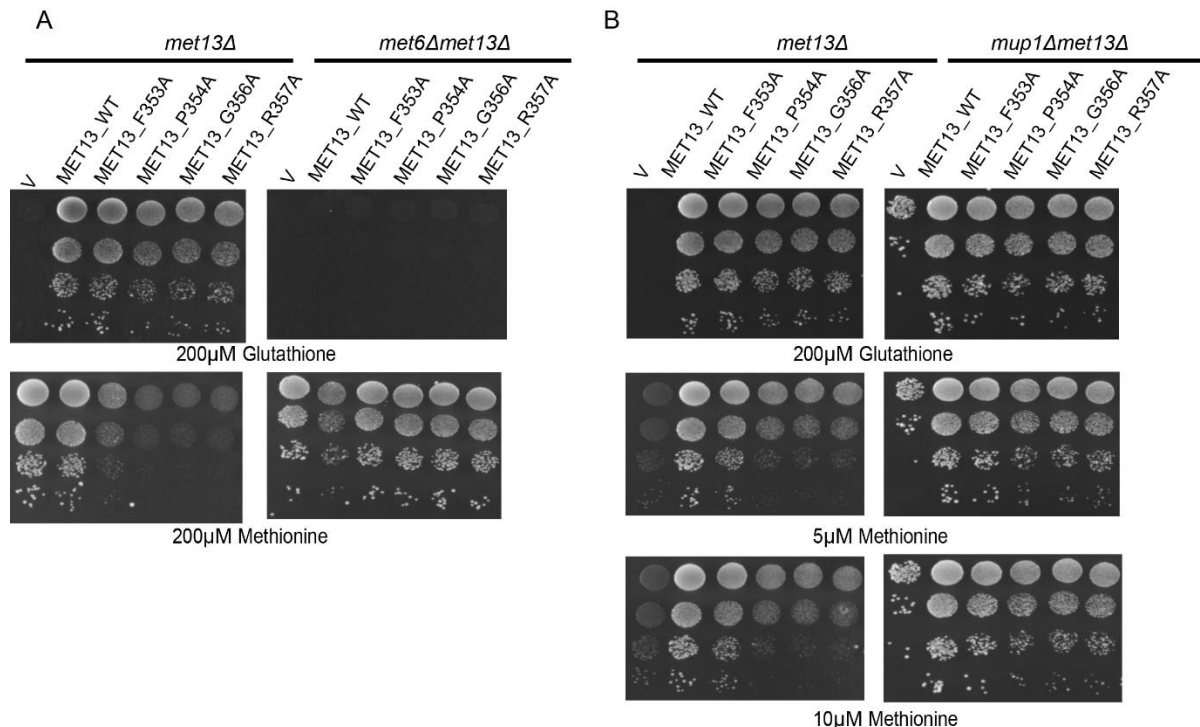 A
met13Δ
met6Δmet13Δ
V
MET13_WT
MET13_F353A
MET13_P354A
MET13_G356A
MET13_R357A
V
MET13_WT
MET13_F353A
MET13_P354A
MET13_G356A
MET13_R357A
200µM Glutathione
200µM Methionine
B
met13Δ
mup1Δmet13Δ
V
MET13_WT
MET13_F353A
MET13_P354A
MET13_G356A
MET13_R357A
V
MET13_WT
MET13_F353A
MET13_P354A
MET13_G356A
MET13_R357A
200µM Glutathione
5µM Methionine
10µM Methionine